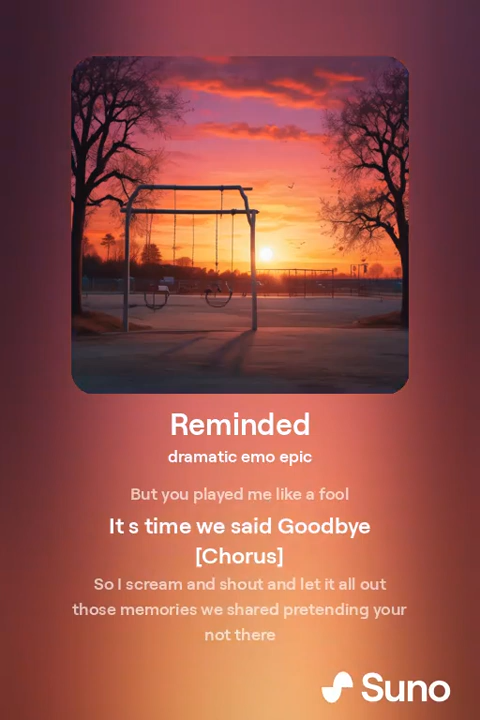 Reminded
dramatic emo epic
But you played me like a fool
It s time we said Goodbye
[Chorus]
So I scream and shout and let it all out
those memories we shared pretending your
not there
Suno